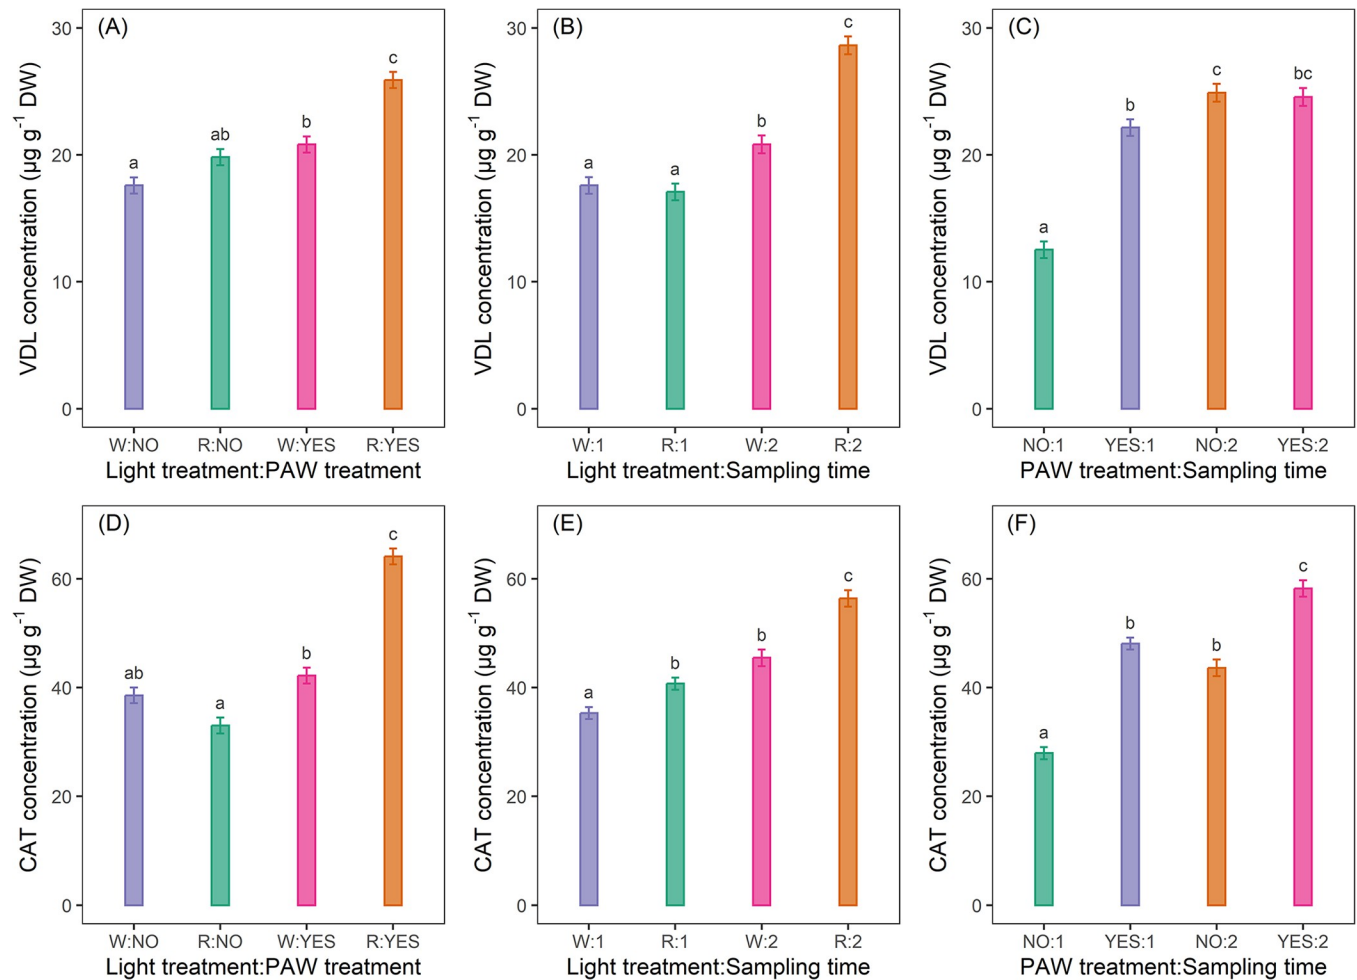 (A)
VDL concentration (µg g⁻¹ DW)
30
20
10
0
a
ab
b
c
W:NO R:NO W:YES R:YES
Light treatment:PAW treatment
(B)
VDL concentration (µg g⁻¹ DW)
30
20
10
0
a
a
b
c
W:1 R:1 W:2 R:2
Light treatment:Sampling time
(C)
VDL concentration (µg g⁻¹ DW)
30
20
10
0
a
b
c
bc
NO:1 YES:1 NO:2 YES:2
PAW treatment:Sampling time
(D)
CAT concentration (µg g⁻¹ DW)
60
40
20
0
ab
a
b
c
W:NO R:NO W:YES R:YES
Light treatment:PAW treatment
(E)
CAT concentration (µg g⁻¹ DW)
60
40
20
0
a
b
b
c
W:1 R:1 W:2 R:2
Light treatment:Sampling time
(F)
CAT concentration (µg g⁻¹ DW)
60
40
20
0
a
b
b
c
NO:1 YES:1 NO:2 YES:2
PAW treatment:Sampling time